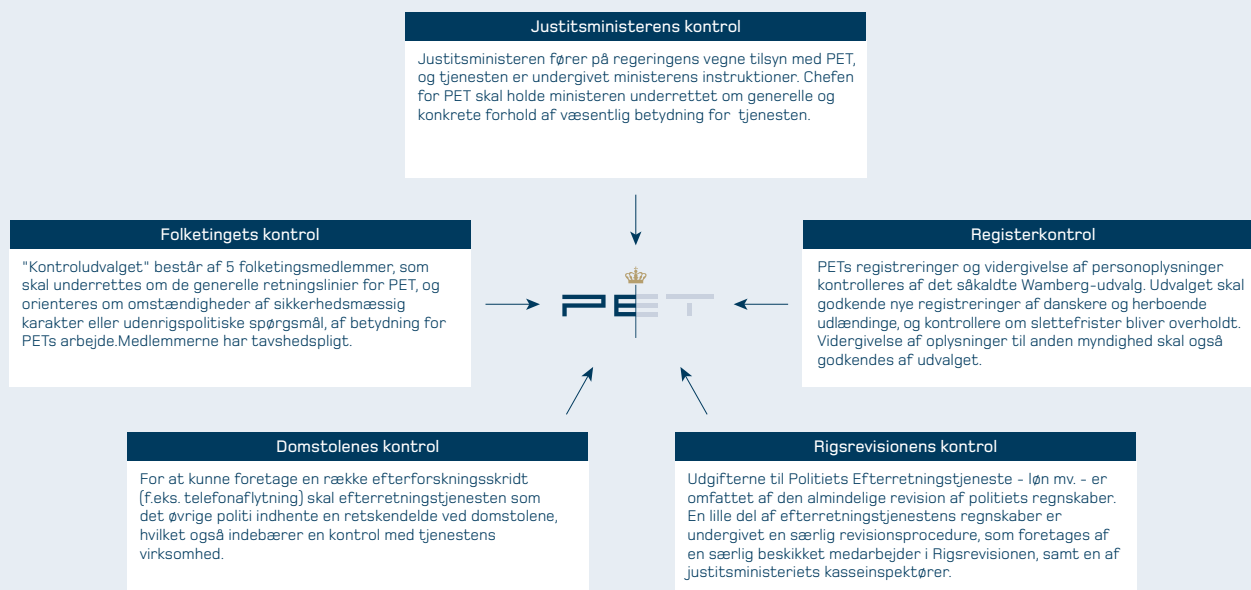 Justitsministerens kontrol
Justitsministeren fører på regeringens vegne tilsyn med PET,
og tjenesten er undergivet ministerens instruktioner. Chefen
for PET skal holde ministeren underrettet om generelle og
konkrete forhold af væsentlig betydning for tjenesten.
Folketingets kontrol
"Kontroludvalget" består af 5 folketingsmedlemmer, som
skal underrettes om de generelle retningslinier for PET, og
orienteres om omstændigheder af sikkerhedsmæssig
karakter eller udenrigspolitiske spørgsmål, af betydning for
PETs arbejde.Medlemmerne har tavshedspligt.
PET
Registerkontrol
PETs registreringer og vidergivelse af personoplysninger
kontrolleres af det såkaldte Wamberg-udvalg. Udvalget skal
godkende nye registreringer af danskere og herboende
udlændinge, og kontrollere om slettefrister bliver overholdt.
Vidergivelse af oplysninger til anden myndighed skal også
godkendes af udvalget.
Domstolenes kontrol
For at kunne foretage en række efterforskningsskridt
(f.eks. telefonaflytning) skal efterretningstjenesten som
det øvrige politi indhente en retskendelde ved domstolene,
hvilket også indebærer en kontrol med tjenestens
virksomhed.
Rigsrevisionens kontrol
Udgifterne til Politiets Efterretningstjeneste - løn mv. - er
omfattet af den almindelige revision af politiets regnskaber.
En lille del af efterretningstjenestens regnskaber er
undergivet en særlig revisionsprocedure, som foretages af
en særlig beskikket medarbejder i Rigsrevisionen, samt en af
justitsministeriets kasseinspektører.